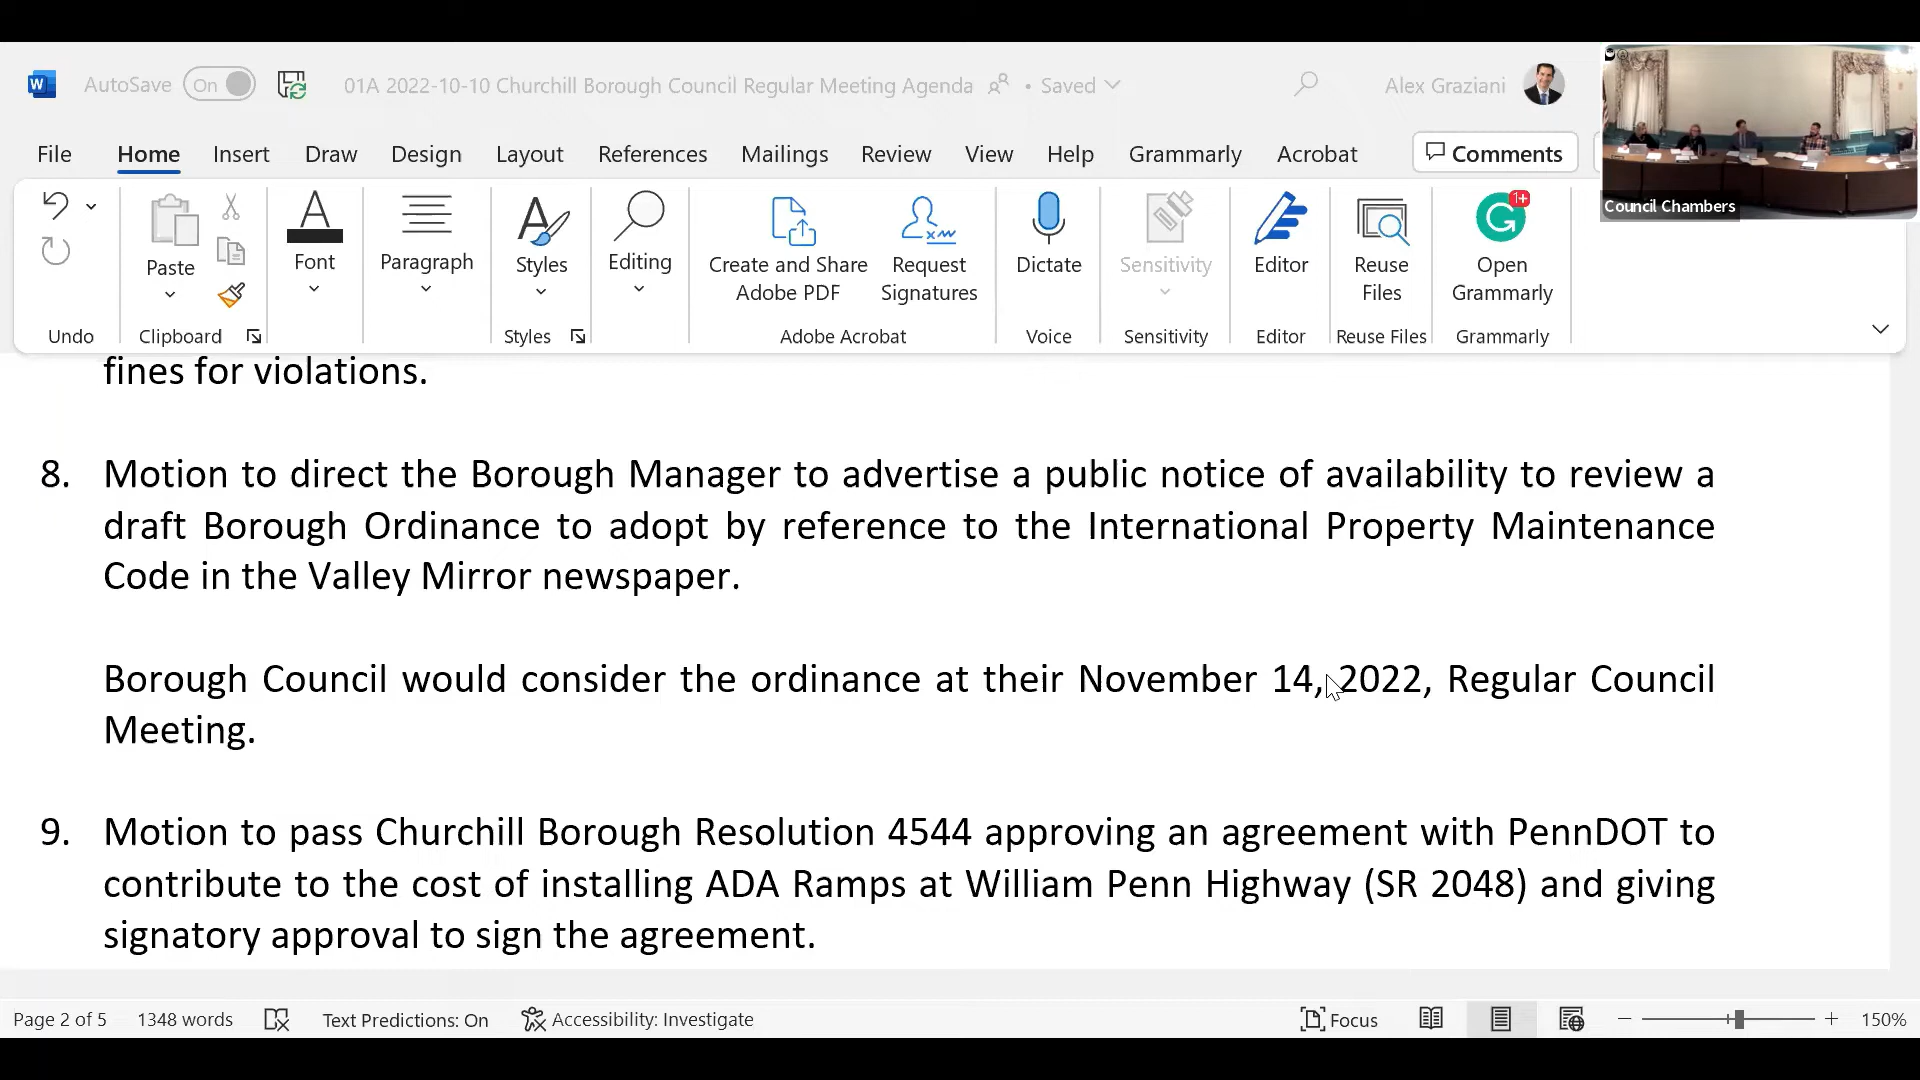 W AutoSave On 01A 2022-10-10 Churchill Borough Council Regular Meeting Agenda • Saved Alex Graziani
File Home Insert Draw Design Layout References Mailings Review View Help Grammarly Acrobat Comments
Council Chambers
Paste Font Paragraph Styles Editing Create and Share Adobe PDF Request Signatures Dictate Sensitivity Editor Reuse Files Open Grammarly 1+
Undo Clipboard Styles Adobe Acrobat Voice Sensitivity Editor Reuse Files Grammarly
fines for violations.
8. Motion to direct the Borough Manager to advertise a public notice of availability to review a
draft Borough Ordinance to adopt by reference to the International Property Maintenance
Code in the Valley Mirror newspaper.
Borough Council would consider the ordinance at their November 14, 2022, Regular Council
Meeting.
9. Motion to pass Churchill Borough Resolution 4544 approving an agreement with PennDOT to
contribute to the cost of installing ADA Ramps at William Penn Highway (SR 2048) and giving
signatory approval to sign the agreement.
Page 2 of 5 1348 words Text Predictions: On Accessibility: Investigate Focus 150%